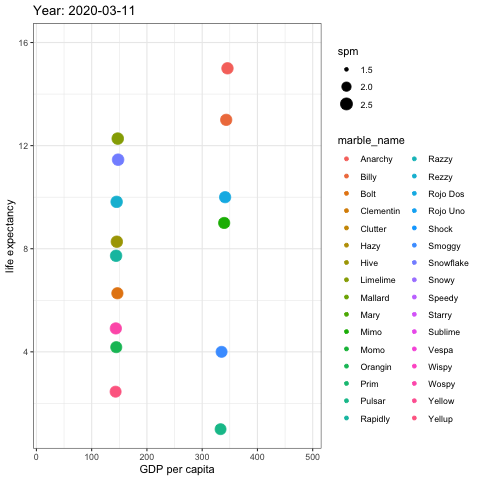 Year: 2020-03-11
16
12
8
4
life expectancy
0
100
200
300
400
500
GDP per capita
spm
1.5
2.0
2.5
marble_name
Anarchy
Billy
Bolt
Clementin
Clutter
Hazy
Hive
Limelime
Mallard
Mary
Mimo
Momo
Orangin
Prim
Pulsar
Rapidly
Razzy
Rezzy
Rojo Dos
Rojo Uno
Shock
Smoggy
Snowflake
Snowy
Speedy
Starry
Sublime
Vespa
Wispy
Wospy
Yellow
Yellup